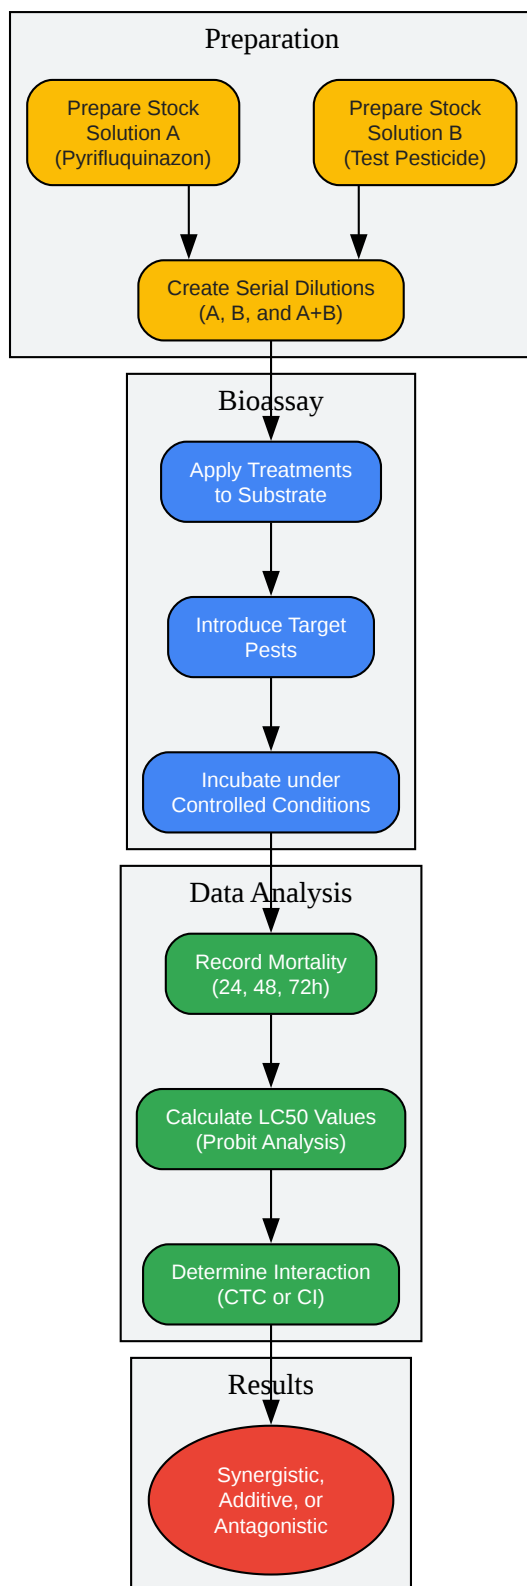 Preparation
Prepare Stock
Solution A
(Pyrifluquinazon)
Prepare Stock
Solution B
(Test Pesticide)
Create Serial Dilutions
(A, B, and A+B)
Bioassay
Apply Treatments
to Substrate
Introduce Target
Pests
Incubate under
Controlled Conditions
Data Analysis
Record Mortality
(24, 48, 72h)
Calculate LC50 Values
(Probit Analysis)
Determine Interaction
(CTC or CI)
Results
Synergistic,
Additive, or
Antagonistic